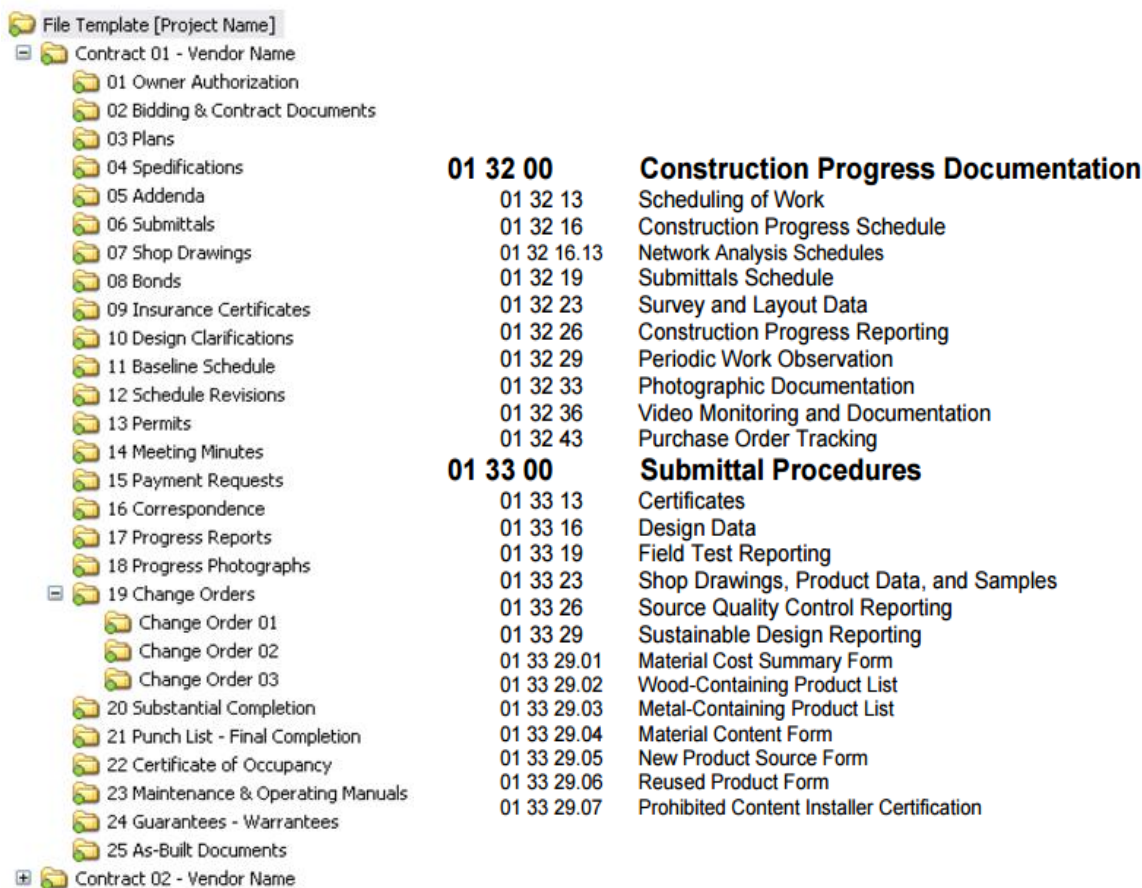 File Template [Project Name]
Contract 01 - Vendor Name
01 Owner Authorization
02 Bidding & Contract Documents
03 Plans
04 Spedifications
05 Addenda
06 Submittals
07 Shop Drawings
08 Bonds
09 Insurance Certificates
10 Design Clarifications
11 Baseline Schedule
12 Schedule Revisions
13 Permits
14 Meeting Minutes
15 Payment Requests
16 Correspondence
17 Progress Reports
18 Progress Photographs
19 Change Orders
Change Order 01
Change Order 02
Change Order 03
20 Substantial Completion
21 Punch List - Final Completion
22 Certificate of Occupancy
23 Maintenance & Operating Manuals
24 Guarantees - Warrantees
25 As-Built Documents
Contract 02 - Vendor Name
01 32 00 Construction Progress Documentation
01 32 13 Scheduling of Work
01 32 16 Construction Progress Schedule
01 32 16.13 Network Analysis Schedules
01 32 19 Submittals Schedule
01 32 23 Survey and Layout Data
01 32 26 Construction Progress Reporting
01 32 29 Periodic Work Observation
01 32 33 Photographic Documentation
01 32 36 Video Monitoring and Documentation
01 32 43 Purchase Order Tracking
01 33 00 Submittal Procedures
01 33 13 Certificates
01 33 16 Design Data
01 33 19 Field Test Reporting
01 33 23 Shop Drawings, Product Data, and Samples
01 33 26 Source Quality Control Reporting
01 33 29 Sustainable Design Reporting
01 33 29.01 Material Cost Summary Form
01 33 29.02 Wood-Containing Product List
01 33 29.03 Metal-Containing Product List
01 33 29.04 Material Content Form
01 33 29.05 New Product Source Form
01 33 29.06 Reused Product Form
01 33 29.07 Prohibited Content Installer Certification